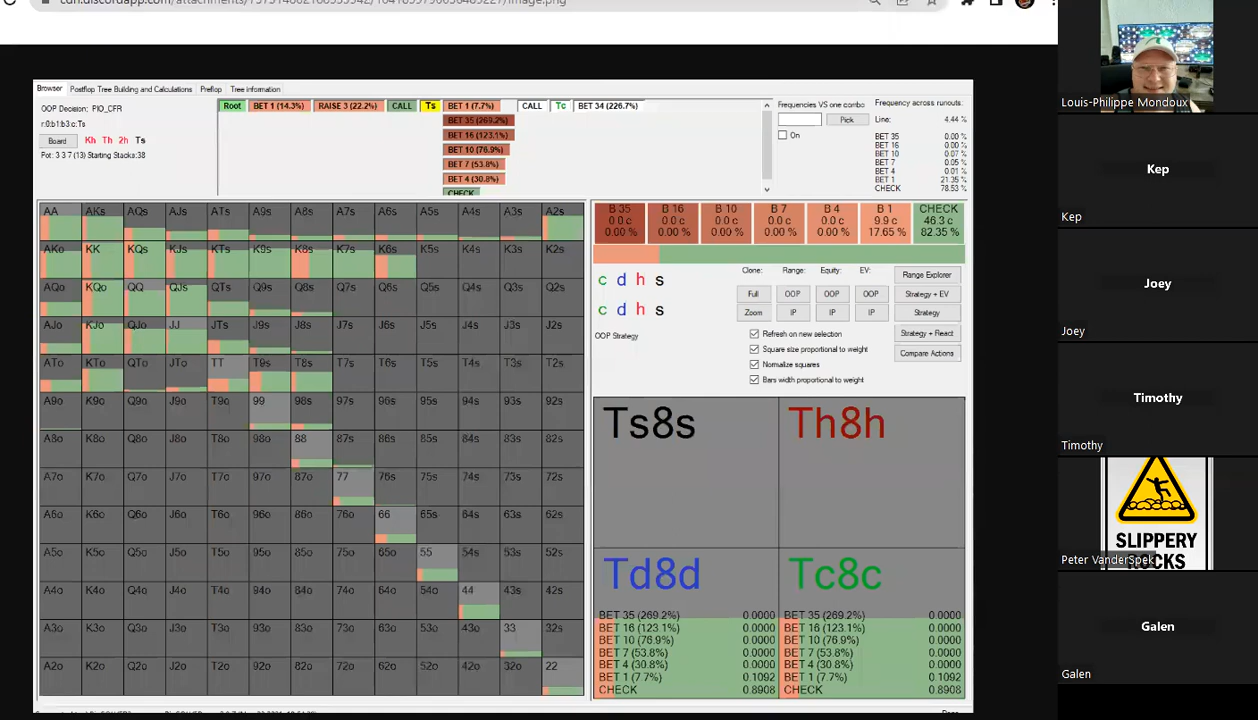 Browser Postflop Tree Building and Calculations Preflop Tree information
OOP Decision: PIO_CFR
r:0:b1:b3:c:Ts
Board Kh Th 2h Ts
Pot: 3 3 7 (13) Starting Stacks:38
Root BET 1 (14.3%) RAISE 3 (22.2%) CALL Ts BET 1 (7.7%) CALL Tc BET 34 (226.7%)
BET 35 (269.2%)
BET 16 (123.1%)
BET 10 (76.9%)
BET 7 (53.8%)
BET 4 (30.8%)
CHECK
Frequencies VS one combo
Pick
On
Frequency across runouts:
Line: 4.44 %
BET 35 0.00 %
BET 16 0.00 %
BET 10 0.07 %
BET 7 0.05 %
BET 4 0.01 %
BET 1 21.35 %
CHECK 78.53 %
AA AKs AQs AJs ATs A9s A8s A7s A6s A5s A4s A3s A2s
AKo KK KQs KJs KTs K9s K8s K7s K6s K5s K4s K3s K2s
AQo KQo QQ QJs QTs Q9s Q8s Q7s Q6s Q5s Q4s Q3s Q2s
AJo KJo QJo JJ JTs J9s J8s J7s J6s J5s J4s J3s J2s
ATo KTo QTo JTo TT T9s T8s T7s T6s T5s T4s T3s T2s
A9o K9o Q9o J9o T9o 99 98s 97s 96s 95s 94s 93s 92s
A8o K8o Q8o J8o T8o 98o 88 87s 86s 85s 84s 83s 82s
A7o K7o Q7o J7o T7o 97o 87o 77 76s 75s 74s 73s 72s
A6o K6o Q6o J6o T6o 96o 86o 76o 66 65s 64s 63s 62s
A5o K5o Q5o J5o T5o 95o 85o 75o 65o 55 54s 53s 52s
A4o K4o Q4o J4o T4o 94o 84o 74o 64o 54o 44 43s 42s
A3o K3o Q3o J3o T3o 93o 83o 73o 63o 53o 43o 33 32s
A2o K2o Q2o J2o T2o 92o 82o 72o 62o 52o 42o 32o 22
B 35 B 16 B 10 B 7 B 4 B 1 CHECK
0.0 c 0.0 c 0.0 c 0.0 c 0.0 c 9.9 c 46.3 c
0.00 % 0.00 % 0.00 % 0.00 % 0.00 % 17.65 % 82.35 %
c d h s
c d h s
OOP Strategy
Clone: Range: Equity: EV:
Full OOP OOP OOP
Zoom IP IP IP
Range Explorer
Strategy + EV
Strategy
Strategy + React
Compare Actions
Refresh on new selection
Square size proportional to weight
Normalize squares
Bars width proportional to weight
Ts8s Th8h
Td8d Tc8c
BET 35 (269.2%) 0.0000 BET 35 (269.2%) 0.0000
BET 16 (123.1%) 0.0000 BET 16 (123.1%) 0.0000
BET 10 (76.9%) 0.0000 BET 10 (76.9%) 0.0000
BET 7 (53.8%) 0.0000 BET 7 (53.8%) 0.0000
BET 4 (30.8%) 0.0000 BET 4 (30.8%) 0.0000
BET 1 (7.7%) 0.1092 BET 1 (7.7%) 0.1092
CHECK 0.8908 CHECK 0.8908
Louis-Philippe Mondoux
Kep
Kep
Joey
Joey
Timothy
Timothy
SLIPPERY
ROCKS
Peter VanderSpek
Galen
Galen